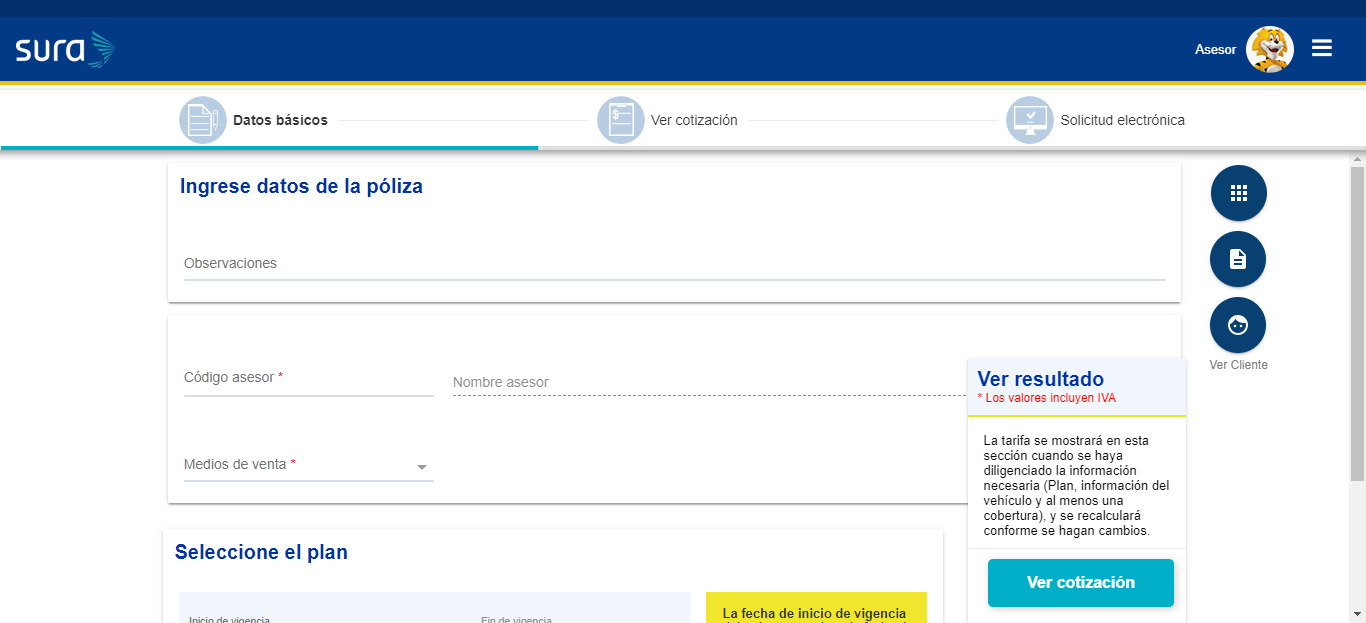 sura
Asesor
Datos básicos
Ver cotización
Solicitud electrónica
Ingrese datos de la póliza
Observaciones
Ver Cliente
Código asesor *
Nombre asesor
Medios de venta *
Ver resultado
* Los valores incluyen IVA
La tarifa se mostrará en esta
sección cuando se haya
diligenciado la información
necesaria (Plan, información del
vehículo y al menos una
cobertura), y se recalculará
conforme se hagan cambios.
Ver cotización
Seleccione el plan
Inicio de vigencia
Fin de vigencia
La fecha de inicio de vigencia